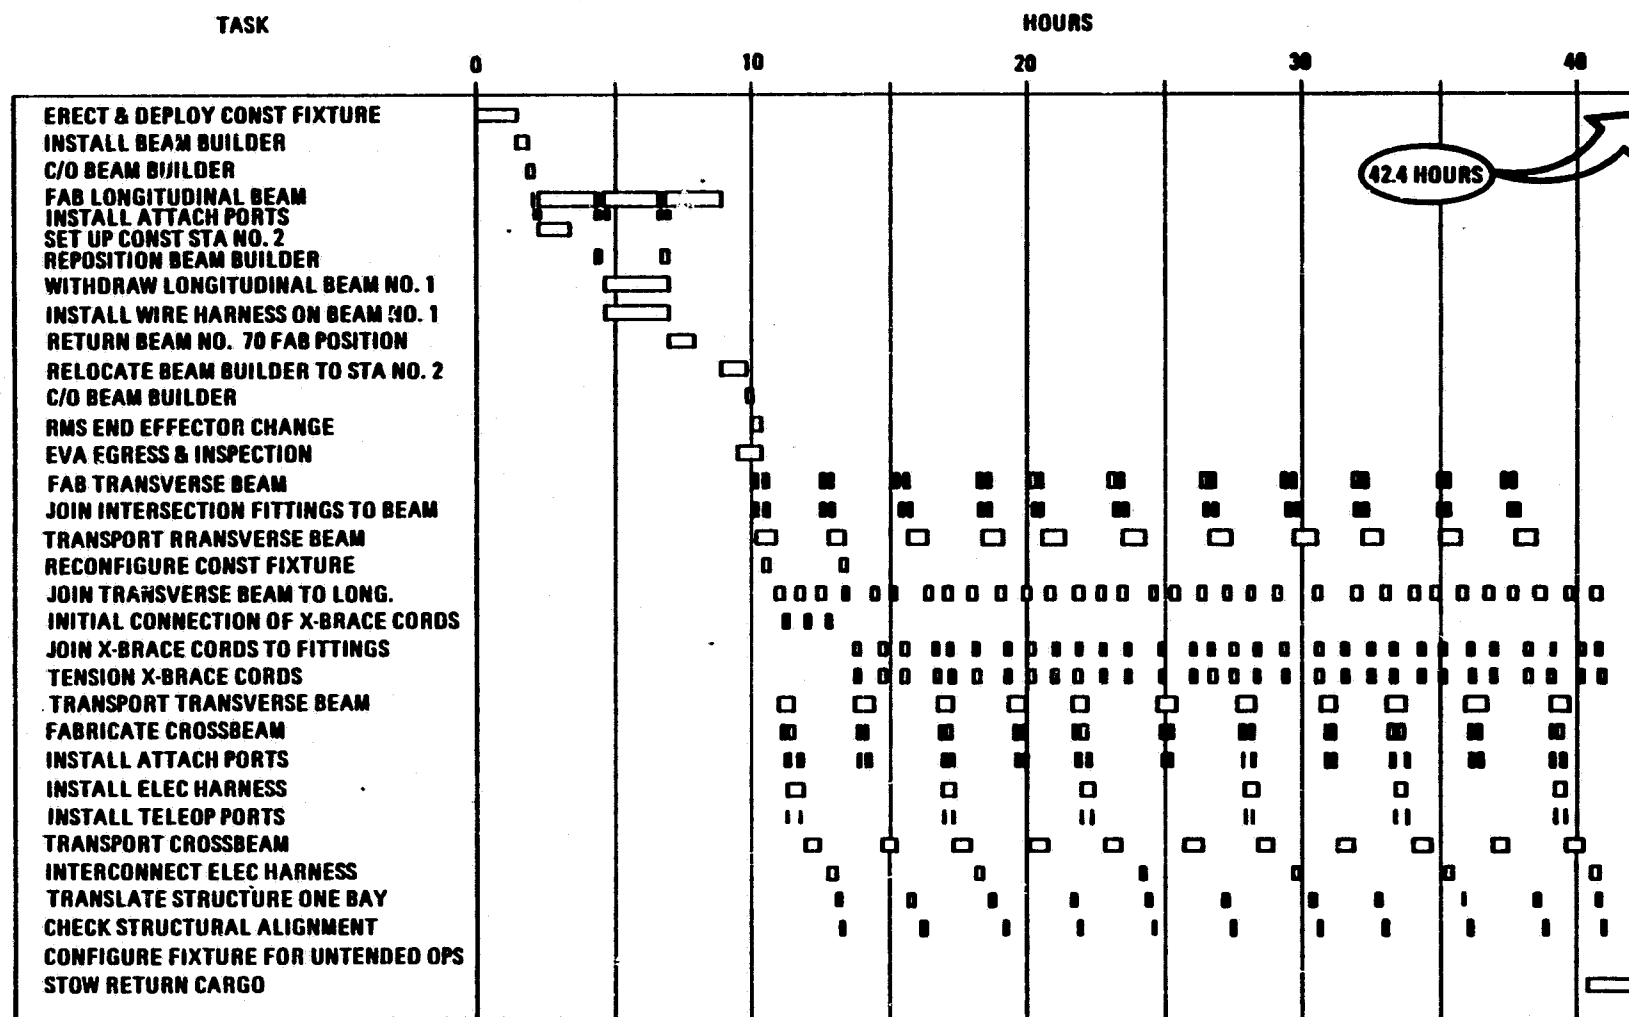 TASK HOURS
0 10 20 30 40
ERECT & DEPLOY CONST FIXTURE
INSTALL BEAM BUILDER
C/O BEAM BUILDER
42.4 HOURS
FAB LONGITUDINAL BEAM
INSTALL ATTACH PORTS
SET UP CONST STA NO. 2
REPOSITION BEAM BUILDER
WITHDRAW LONGITUDINAL BEAM NO. 1
INSTALL WIRE HARNESS ON BEAM NO. 1
RETURN BEAM NO. 70 FAB POSITION
RELOCATE BEAM BUILDER TO STA NO. 2
C/O BEAM BUILDER
RMS END EFFECTOR CHANGE
EVA EGRESS & INSPECTION
FAB TRANSVERSE BEAM
JOIN INTERSECTION FITTINGS TO BEAM
TRANSPORT RRANSVERSE BEAM
RECONFIGURE CONST FIXTURE
JOIN TRANSVERSE BEAM TO LONG.
INITIAL CONNECTION OF X-BRACE CORDS
JOIN X-BRACE CORDS TO FITTINGS
TENSION X-BRACE CORDS
TRANSPORT TRANSVERSE BEAM
FABRICATE CROSSBEAM
INSTALL ATTACH PORTS
INSTALL ELEC HARNESS
INSTALL TELEOP PORTS
TRANSPORT CROSSBEAM
INTERCONNECT ELEC HARNESS
TRANSLATE STRUCTURE ONE BAY
CHECK STRUCTURAL ALIGNMENT
CONFIGURE FIXTURE FOR UNTENDED OPS
STOW RETURN CARGO